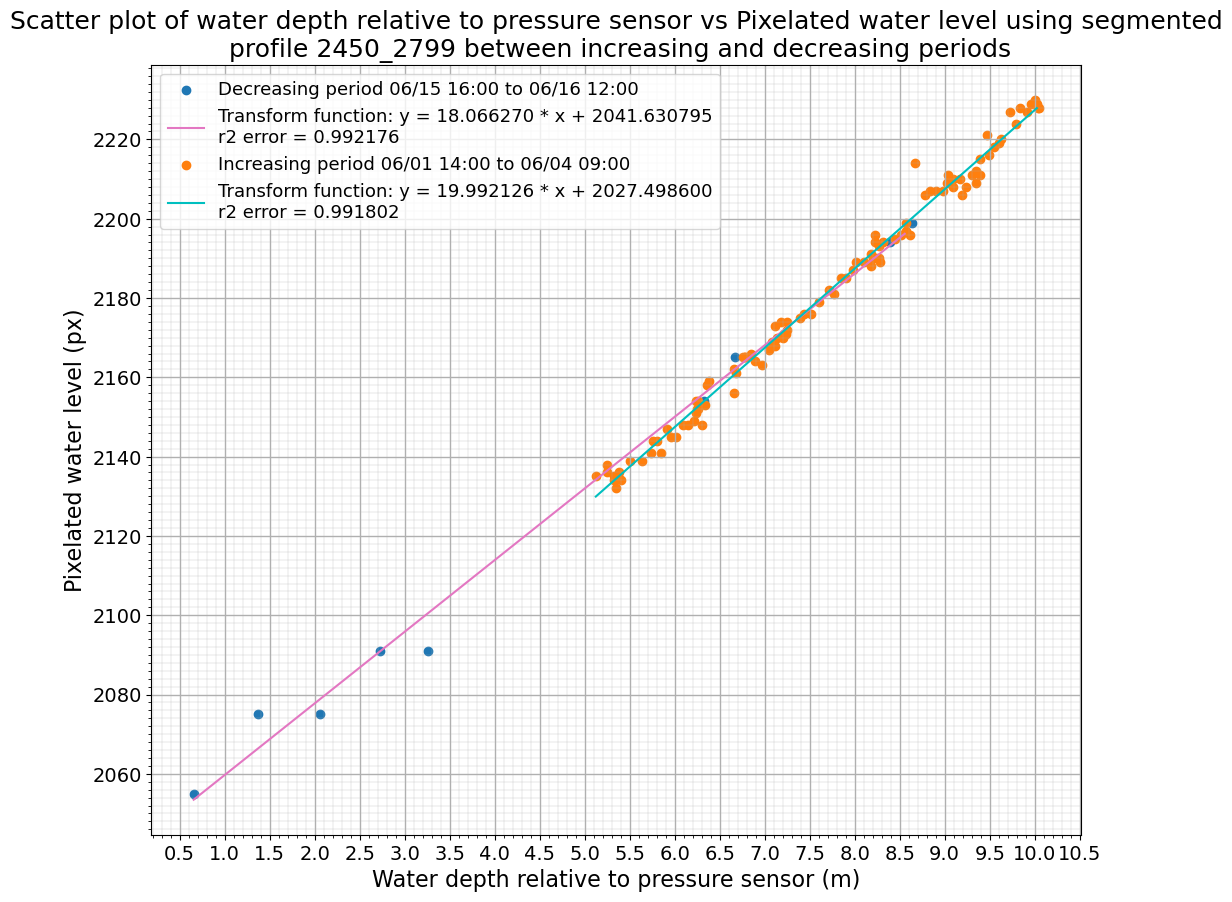 Scatter plot of water depth relative to pressure sensor vs Pixelated water level using segmented
profile 2450_2799 between increasing and decreasing periods
Decreasing period 06/15 16:00 to 06/16 12:00
Transform function: y = 18.066270 * x + 2041.630795
r2 error = 0.992176
Increasing period 06/01 14:00 to 06/04 09:00
Transform function: y = 19.992126 * x + 2027.498600
r2 error = 0.991802
Pixelated water level (px)
2220
2200
2180
2160
2140
2120
2100
2080
2060
0.5 1.0 1.5 2.0 2.5 3.0 3.5 4.0 4.5 5.0 5.5 6.0 6.5 7.0 7.5 8.0 8.5 9.0 9.5 10.0 10.5
Water depth relative to pressure sensor (m)